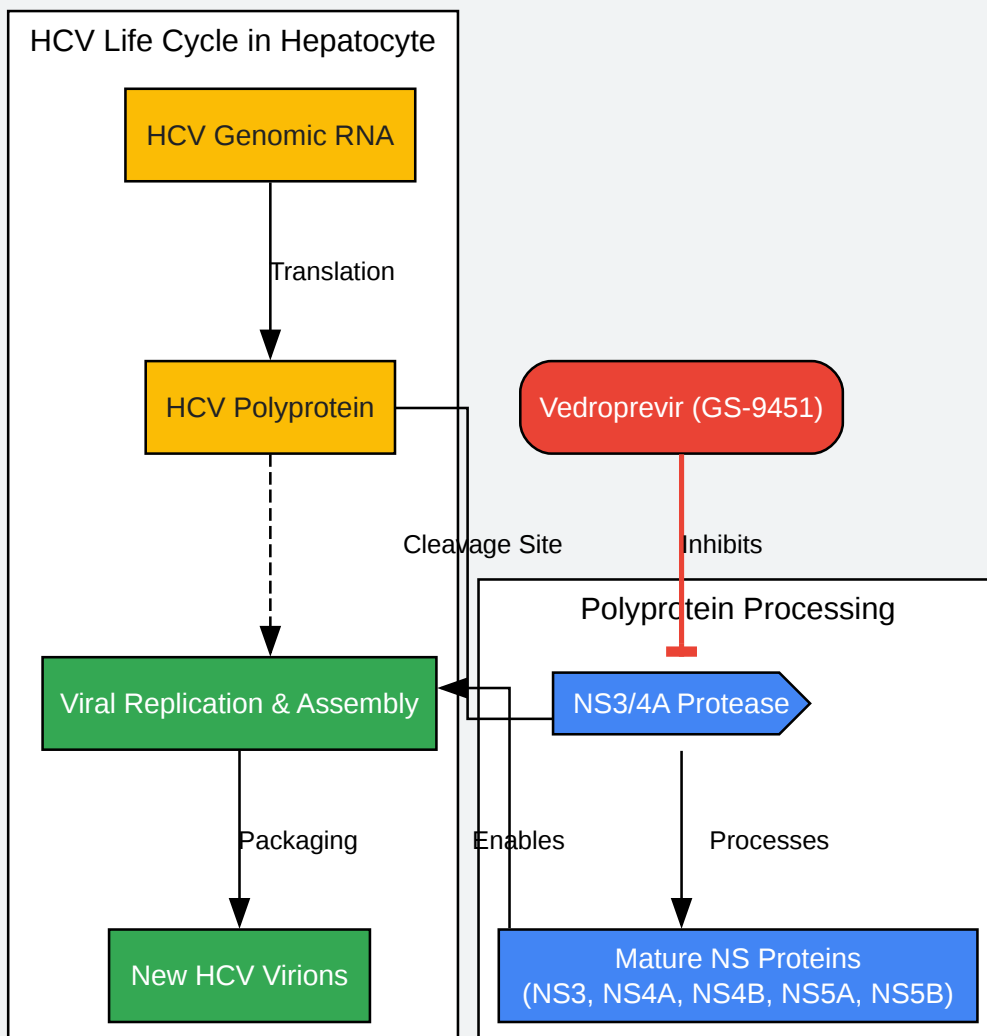 HCV Life Cycle in Hepatocyte
HCV Genomic RNA
Translation
HCV Polyprotein
Vedroprevir (GS-9451)
Cleavage Site
Inhibits
Polyprotein Processing
Viral Replication & Assembly
NS3/4A Protease
Packaging
Enables
Processes
New HCV Virions
Mature NS Proteins
(NS3, NS4A, NS4B, NS5A, NS5B)